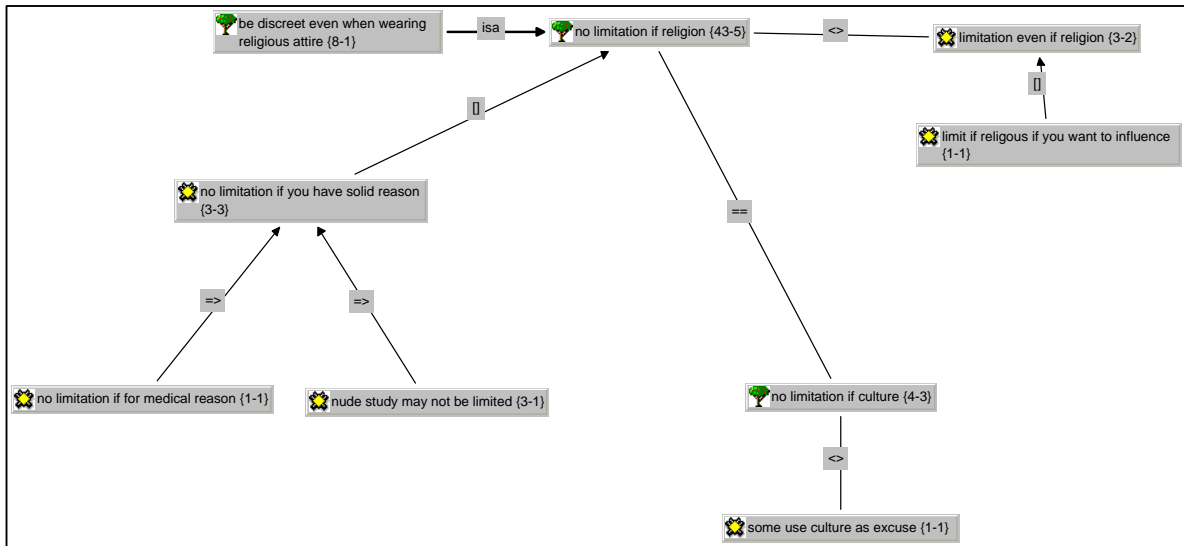 be discreet even when wearing
religious attire {8-1}
isa
no limitation if religion {43-5}
<>
limitation even if religion {3-2}
[]
[]
limit if religous if you want to influence
{1-1}
no limitation if you have solid reason
{3-3}
==
=>
=>
no limitation if for medical reason {1-1}
nude study may not be limited {3-1}
no limitation if culture {4-3}
<>
some use culture as excuse {1-1}